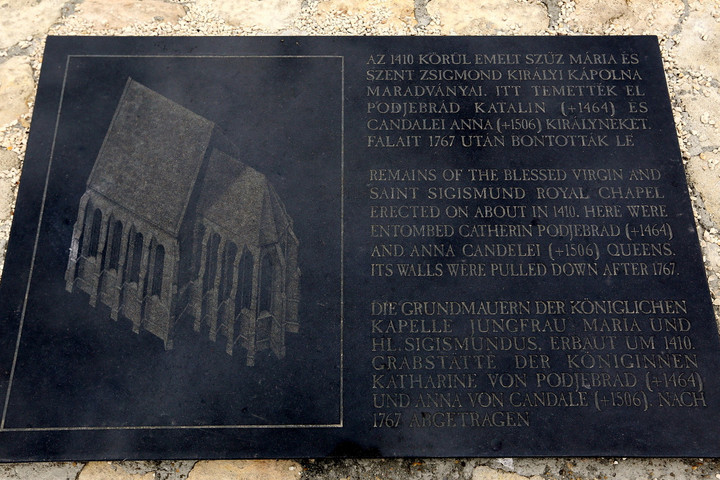 AZ 1410 KÖRÜL EMELT SZŰZ MÁRIA ÉS
SZENT ZSIGMOND KIRÁLYI KÁPOLNA
MARADVÁNYAI. ITT TEMETTÉK EL
PODJEBRÁD KATALIN (+1464) ÉS
CANDALEI ANNA (+1506) KIRÁLYNÉKET.
FALAIT 1767 UTÁN BONTOTTÁK LE
REMAINS OF THE BLESSED VIRGIN AND
SAINT SIGISMUND ROYAL CHAPEL
ERECTED ON ABOUT IN 1410. HERE WERE
ENTOMBED CATHERIN PODJEBRAD (+1464)
AND ANNA CANDELEI (+1506) QUEENS.
ITS WALLS WERE PULLED DOWN AFTER 1767.
DIE GRUNDMAUERN DER KÖNIGLICHEN
KAPELLE JUNGFRAU MARIA UND
HL. SIGISMUNDUS, ERBAUT UM 1410.
GRABSTÄTTE DER KÖNIGINNEN
KATHARINE VON PODJEBRAD (+1464)
UND ANNA VON CANDALE (+1506). NACH
1767 ABGETRAGEN